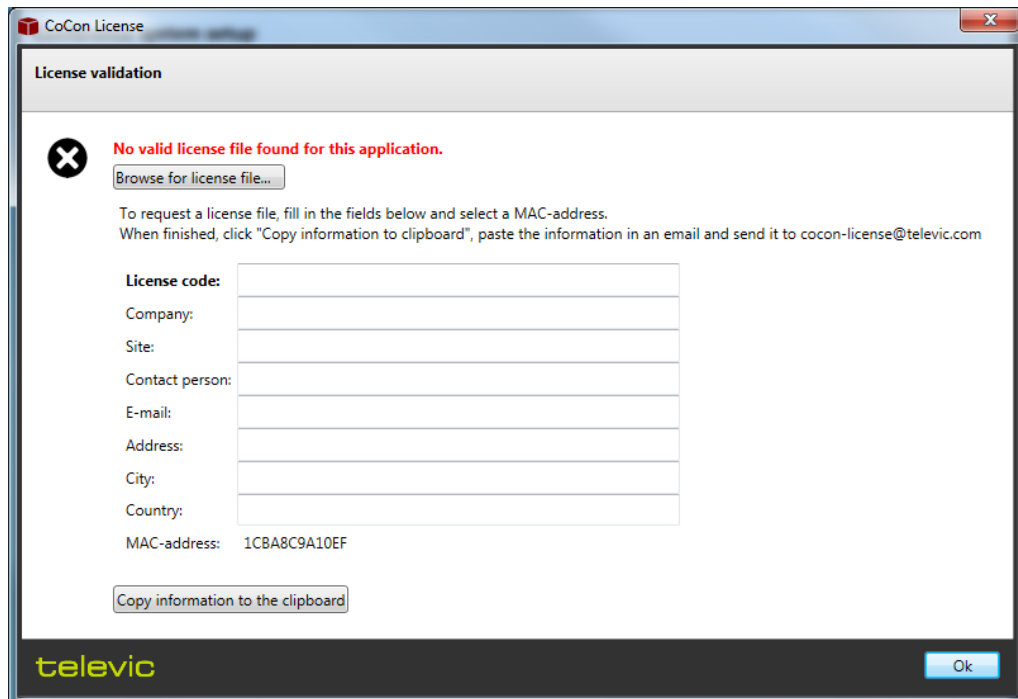 CoCon License
system setup
License validation
No valid license file found for this application.
Browse for license file...
To request a license file, fill in the fields below and select a MAC-address.
When finished, click "Copy information to clipboard", paste the information in an email and send it to cocon-license@televic.com
License code:
Company:
Site:
Contact person:
E-mail:
Address:
City:
Country:
MAC-address: 1CBA8C9A10EF
Copy information to the clipboard
televic
Ok